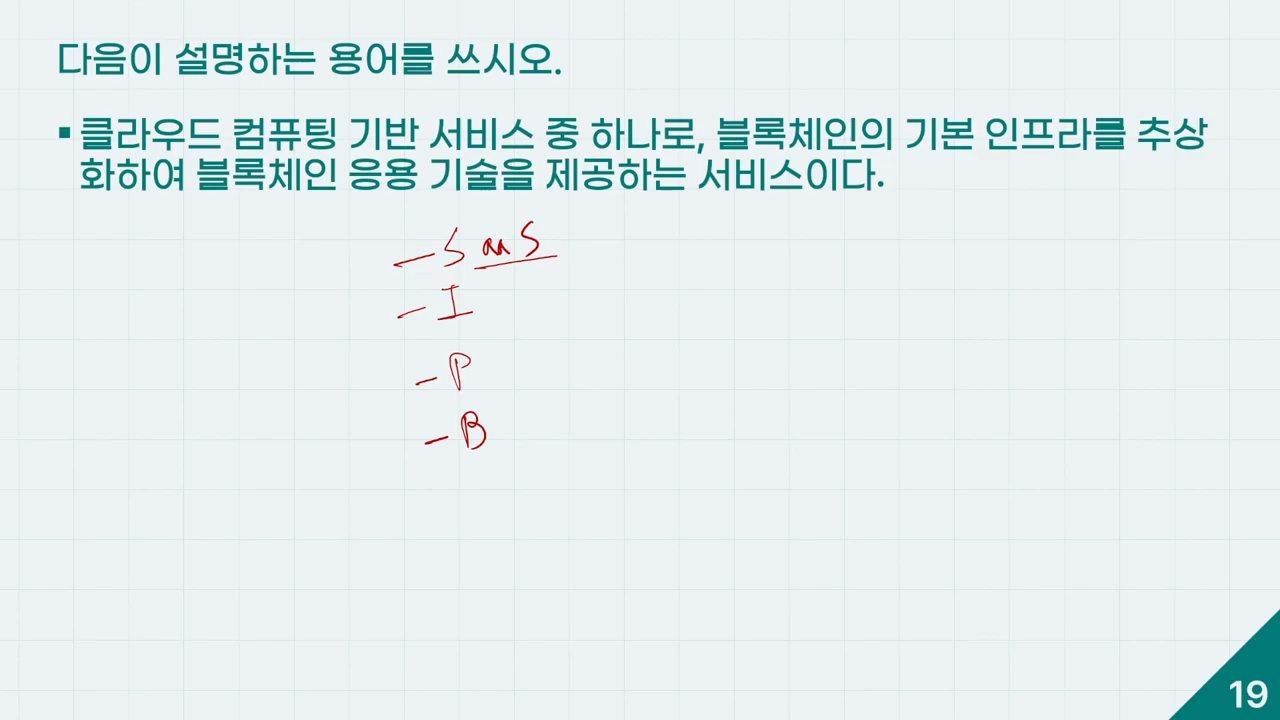 다음이 설명하는 용어를 쓰시오.
▪ 클라우드 컴퓨팅 기반 서비스 중 하나로, 블록체인의 기본 인프라를 추상
화하여 블록체인 응용 기술을 제공하는 서비스이다.
- SaaS
- I
- P
- B
19